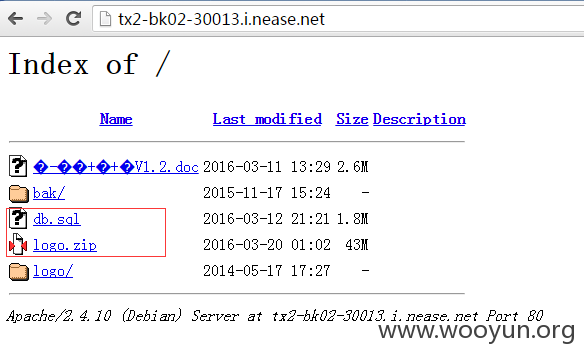 tx2-bk02-30013.i.nease.net
Index of /
Name Last modified Size Description
�-��+�+�V1.2.doc 2016-03-11 13:29 2.6M
bak/ 2015-11-17 15:24 -
db.sql 2016-03-12 21:21 1.8M
logo.zip 2016-03-20 01:02 43M
logo/ 2014-05-17 17:27 -
Apache/2.4.10 (Debian) Server at tx2-bk02-30013.i.nease.net Port 80
www.wooyun.org